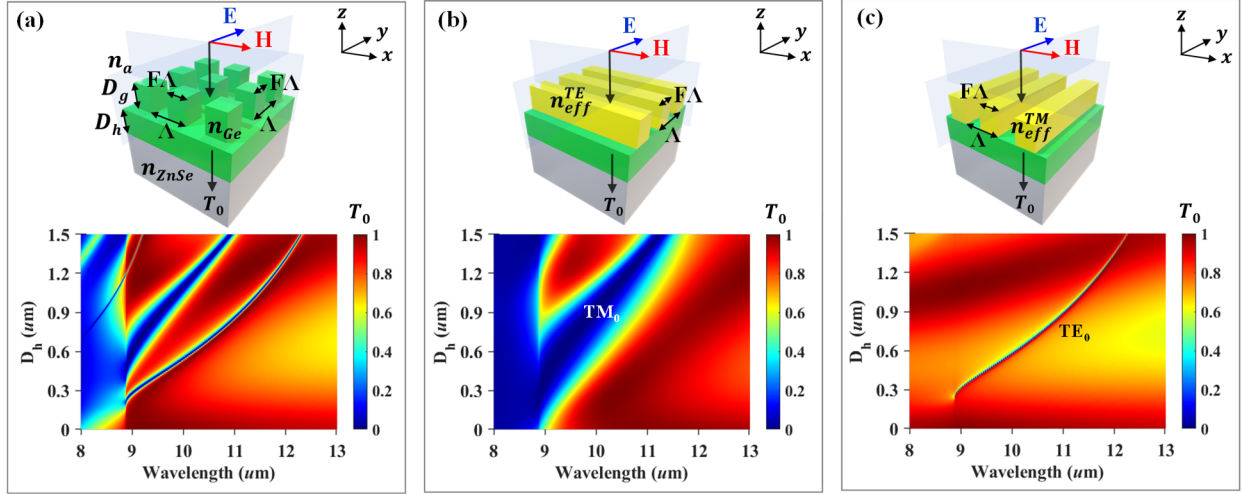 (a)
E
H
z
y
x
n_a
D_g
D_h
FΛ
FΛ
Λ
Λ
n_Ge
n_ZnSe
T_0
T_0
D_h (um)
1.5
1.2
0.9
0.6
0.3
0
8 9 10 11 12 13
Wavelength (um)
1
0.8
0.6
0.4
0.2
0
(b)
E
H
z
y
x
n_eff^TE
FΛ
Λ
T_0
T_0
D_h (um)
1.5
1.2
0.9
0.6
0.3
0
TM_0
8 9 10 11 12 13
Wavelength (um)
1
0.8
0.6
0.4
0.2
0
(c)
E
H
z
y
x
FΛ
Λ
n_eff^TM
T_0
T_0
D_h (um)
1.5
1.2
0.9
0.6
0.3
0
TE_0
8 9 10 11 12 13
Wavelength (um)
1
0.8
0.6
0.4
0.2
0